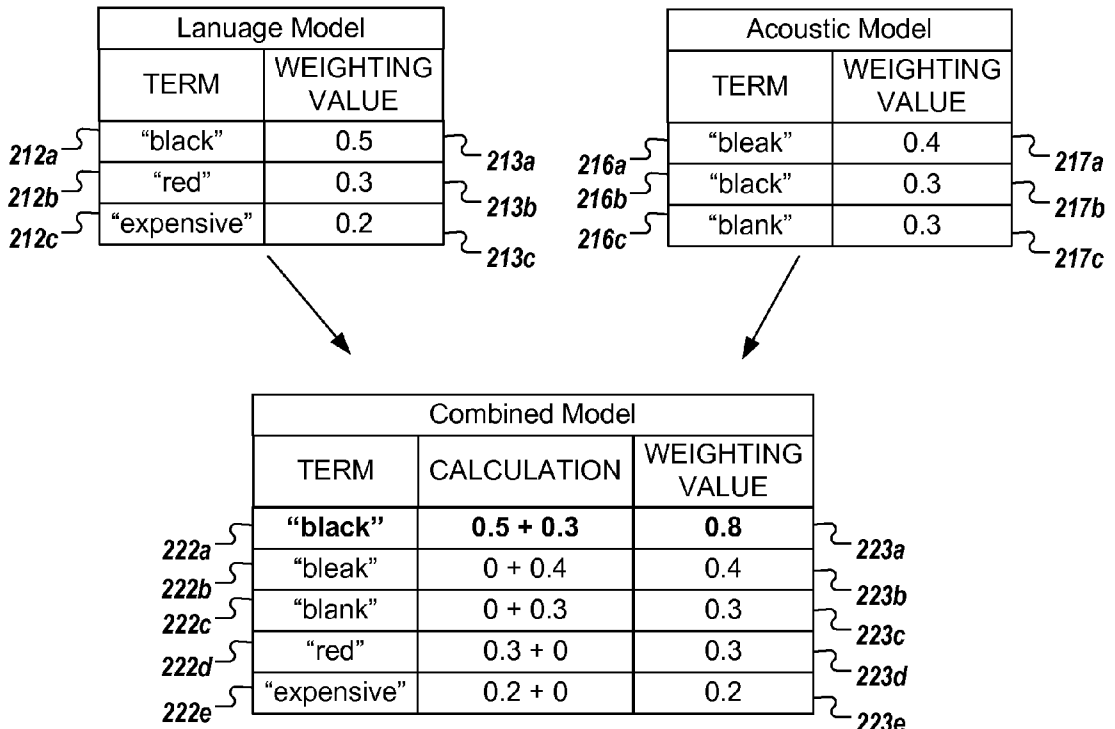 Lanuage Model
TERM WEIGHTING VALUE
212a "black" 0.5 213a
212b "red" 0.3 213b
212c "expensive" 0.2 213c
Acoustic Model
TERM WEIGHTING VALUE
216a "bleak" 0.4 217a
216b "black" 0.3 217b
216c "blank" 0.3 217c
Combined Model
TERM CALCULATION WEIGHTING VALUE
222a "black" 0.5 + 0.3 0.8 223a
222b "bleak" 0 + 0.4 0.4 223b
222c "blank" 0 + 0.3 0.3 223c
222d "red" 0.3 + 0 0.3 223d
222e "expensive" 0.2 + 0 0.2 223e